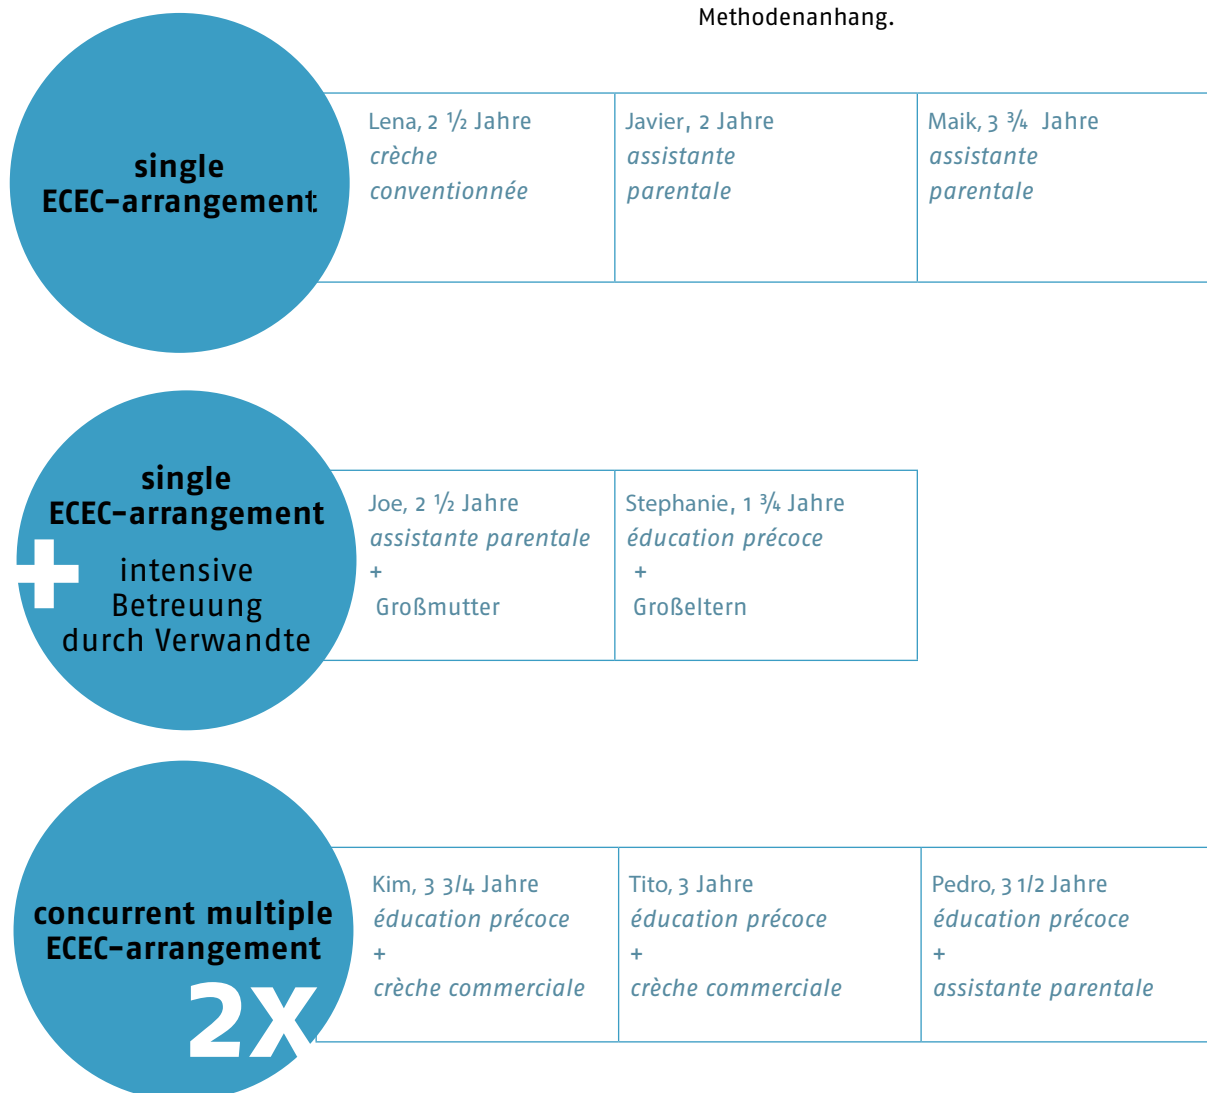 Methodenanhang.
single
ECEC-arrangement
Lena, 2 ½ Jahre
crèche
conventionnée
Javier, 2 Jahre
assistante
parentale
Maik, 3 ¾ Jahre
assistante
parentale
single
ECEC-arrangement
+
intensive
Betreuung
durch Verwandte
Joe, 2 ½ Jahre
assistante parentale
+
Großmutter
Stephanie, 1 ¾ Jahre
éducation précoce
+
Großeltern
concurrent multiple
ECEC-arrangement
2X
Kim, 3 3/4 Jahre
éducation précoce
+
crèche commerciale
Tito, 3 Jahre
éducation précoce
+
crèche commerciale
Pedro, 3 1/2 Jahre
éducation précoce
+
assistante parentale